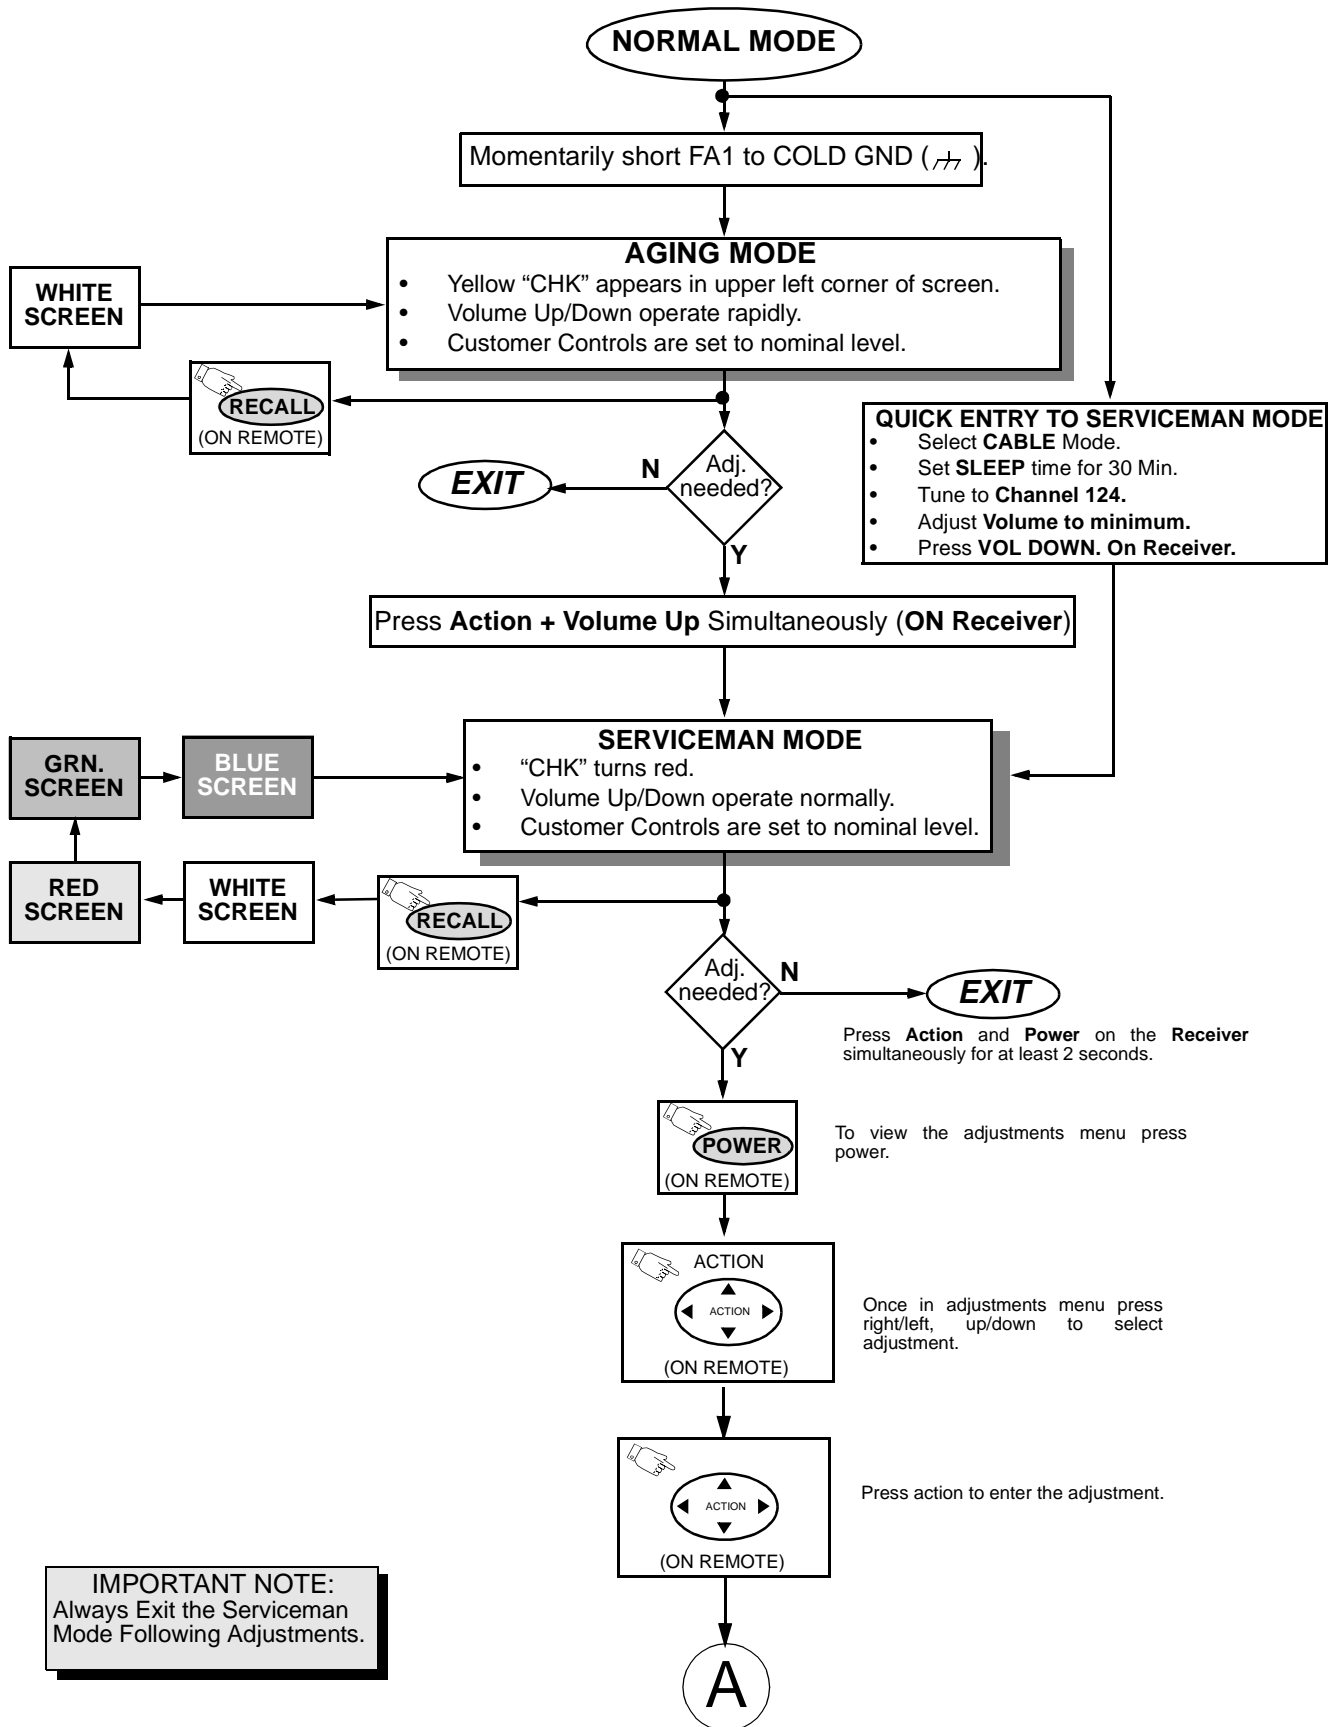 NORMAL MODE
Momentarily short FA1 to COLD GND ( ).
AGING MODE
• Yellow “CHK” appears in upper left corner of screen.
• Volume Up/Down operate rapidly.
• Customer Controls are set to nominal level.
WHITE
SCREEN
RECALL
(ON REMOTE)
QUICK ENTRY TO SERVICEMAN MODE
• Select CABLE Mode.
• Set SLEEP time for 30 Min.
• Tune to Channel 124.
• Adjust Volume to minimum.
• Press VOL DOWN. On Receiver.
Adj.
needed?
N
EXIT
Y
Press Action + Volume Up Simultaneously (ON Receiver)
SERVICEMAN MODE
• “CHK” turns red.
• Volume Up/Down operate normally.
• Customer Controls are set to nominal level.
GRN.
SCREEN
BLUE
SCREEN
RED
SCREEN
WHITE
SCREEN
RECALL
(ON REMOTE)
Adj.
needed?
N
EXIT
Press Action and Power on the Receiver
simultaneously for at least 2 seconds.
Y
POWER
(ON REMOTE)
To view the adjustments menu press
power.
ACTION
ACTION
(ON REMOTE)
Once in adjustments menu press
right/left, up/down to select
adjustment.
ACTION
(ON REMOTE)
Press action to enter the adjustment.
IMPORTANT NOTE:
Always Exit the Serviceman
Mode Following Adjustments.
A